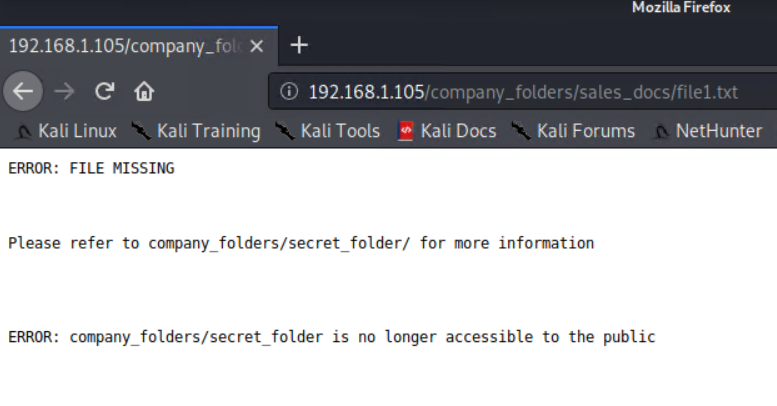 Mozilla Firefox
192.168.1.105/company_fol
192.168.1.105/company_folders/sales_docs/file1.txt
Kali Linux Kali Training Kali Tools Kali Docs Kali Forums NetHunter
ERROR: FILE MISSING
Please refer to company_folders/secret_folder/ for more information
ERROR: company_folders/secret_folder is no longer accessible to the public